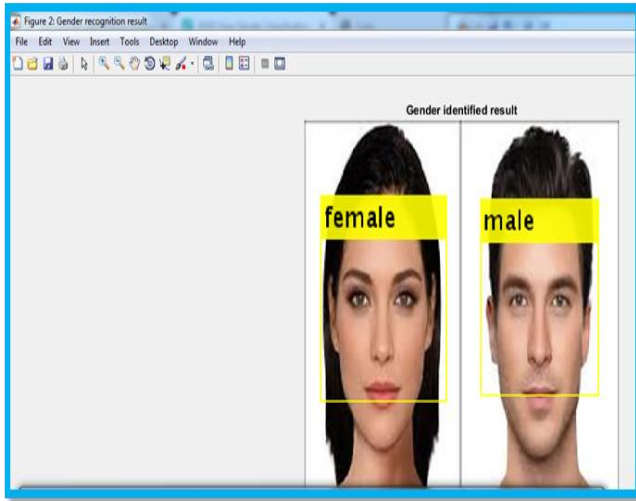 Figure 2: Gender recognition result
File Edit View Insert Tools Desktop Window Help
Gender identified result
female
male